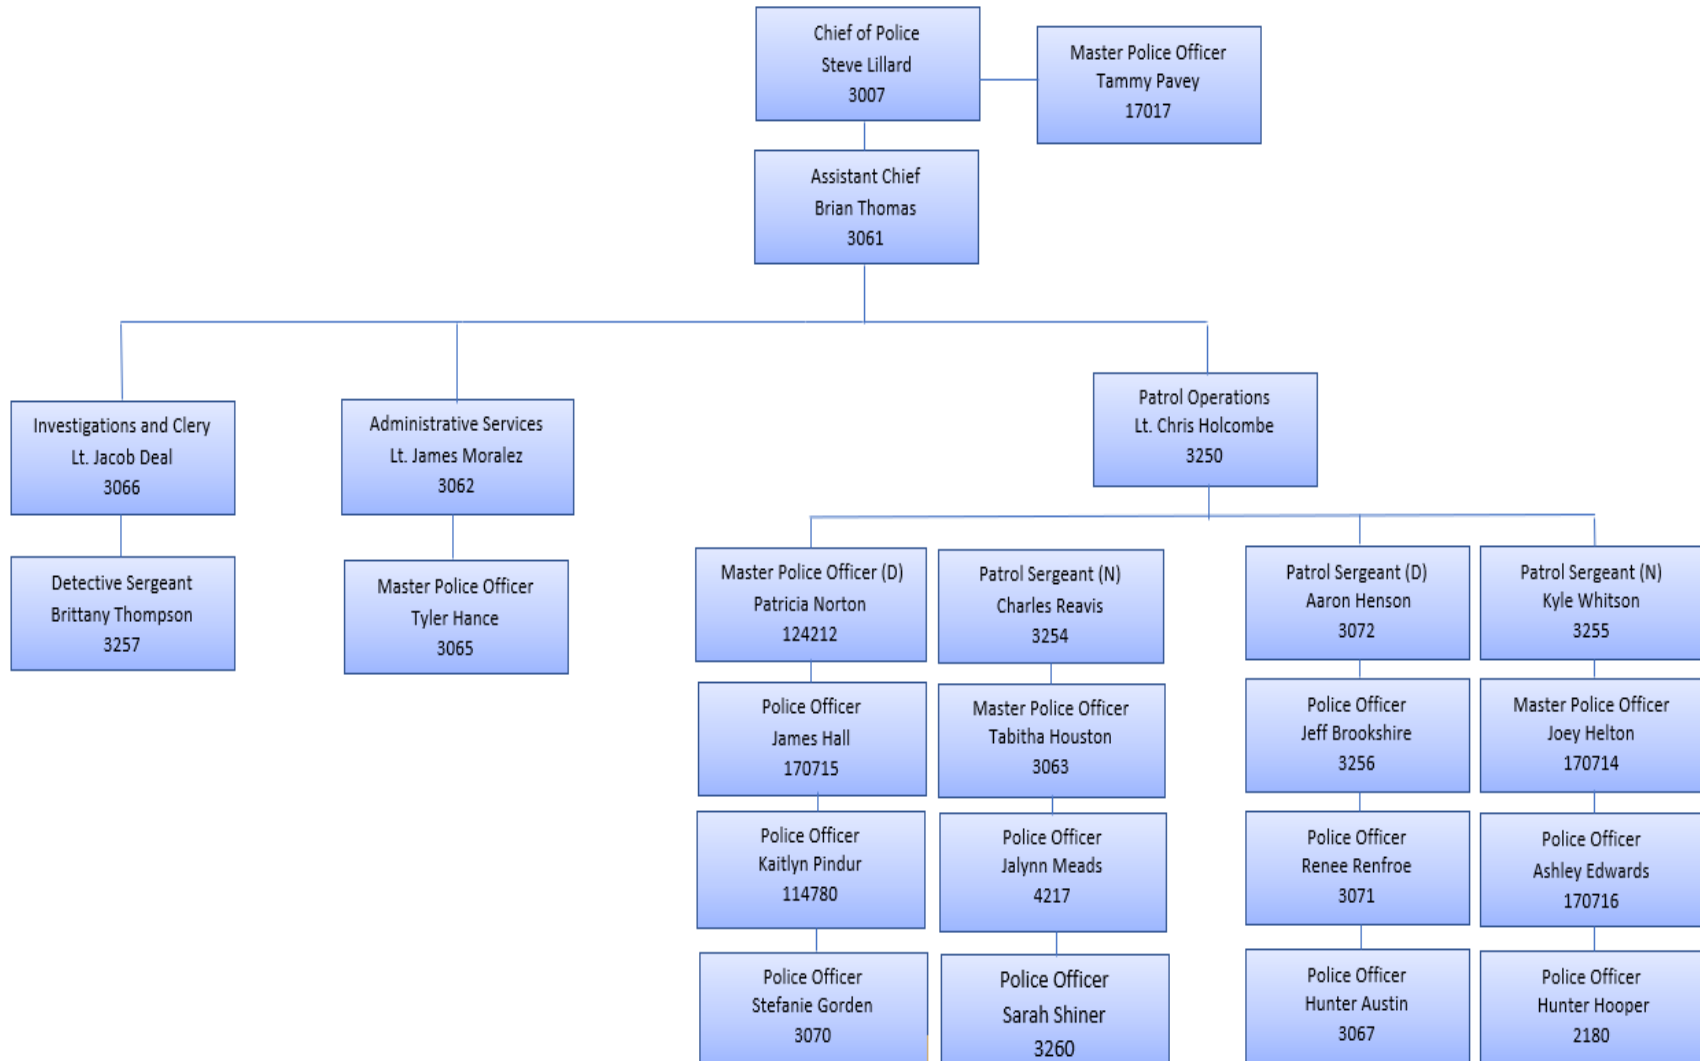 Chief of Police
Steve Lillard
3007
Master Police Officer
Tammy Pavey
17017
Assistant Chief
Brian Thomas
3061
Investigations and Clery
Lt. Jacob Deal
3066
Administrative Services
Lt. James Moralez
3062
Patrol Operations
Lt. Chris Holcombe
3250
Detective Sergeant
Brittany Thompson
3257
Master Police Officer
Tyler Hance
3065
Master Police Officer (D)
Patricia Norton
124212
Patrol Sergeant (N)
Charles Reavis
3254
Patrol Sergeant (D)
Aaron Henson
3072
Patrol Sergeant (N)
Kyle Whitson
3255
Police Officer
James Hall
170715
Master Police Officer
Tabitha Houston
3063
Police Officer
Jeff Brookshire
3256
Master Police Officer
Joey Helton
170714
Police Officer
Kaitlyn Pindur
114780
Police Officer
Jalynn Meads
4217
Police Officer
Renee Renfroe
3071
Police Officer
Ashley Edwards
170716
Police Officer
Stefanie Gorden
3070
Police Officer
Sarah Shiner
3260
Police Officer
Hunter Austin
3067
Police Officer
Hunter Hooper
2180